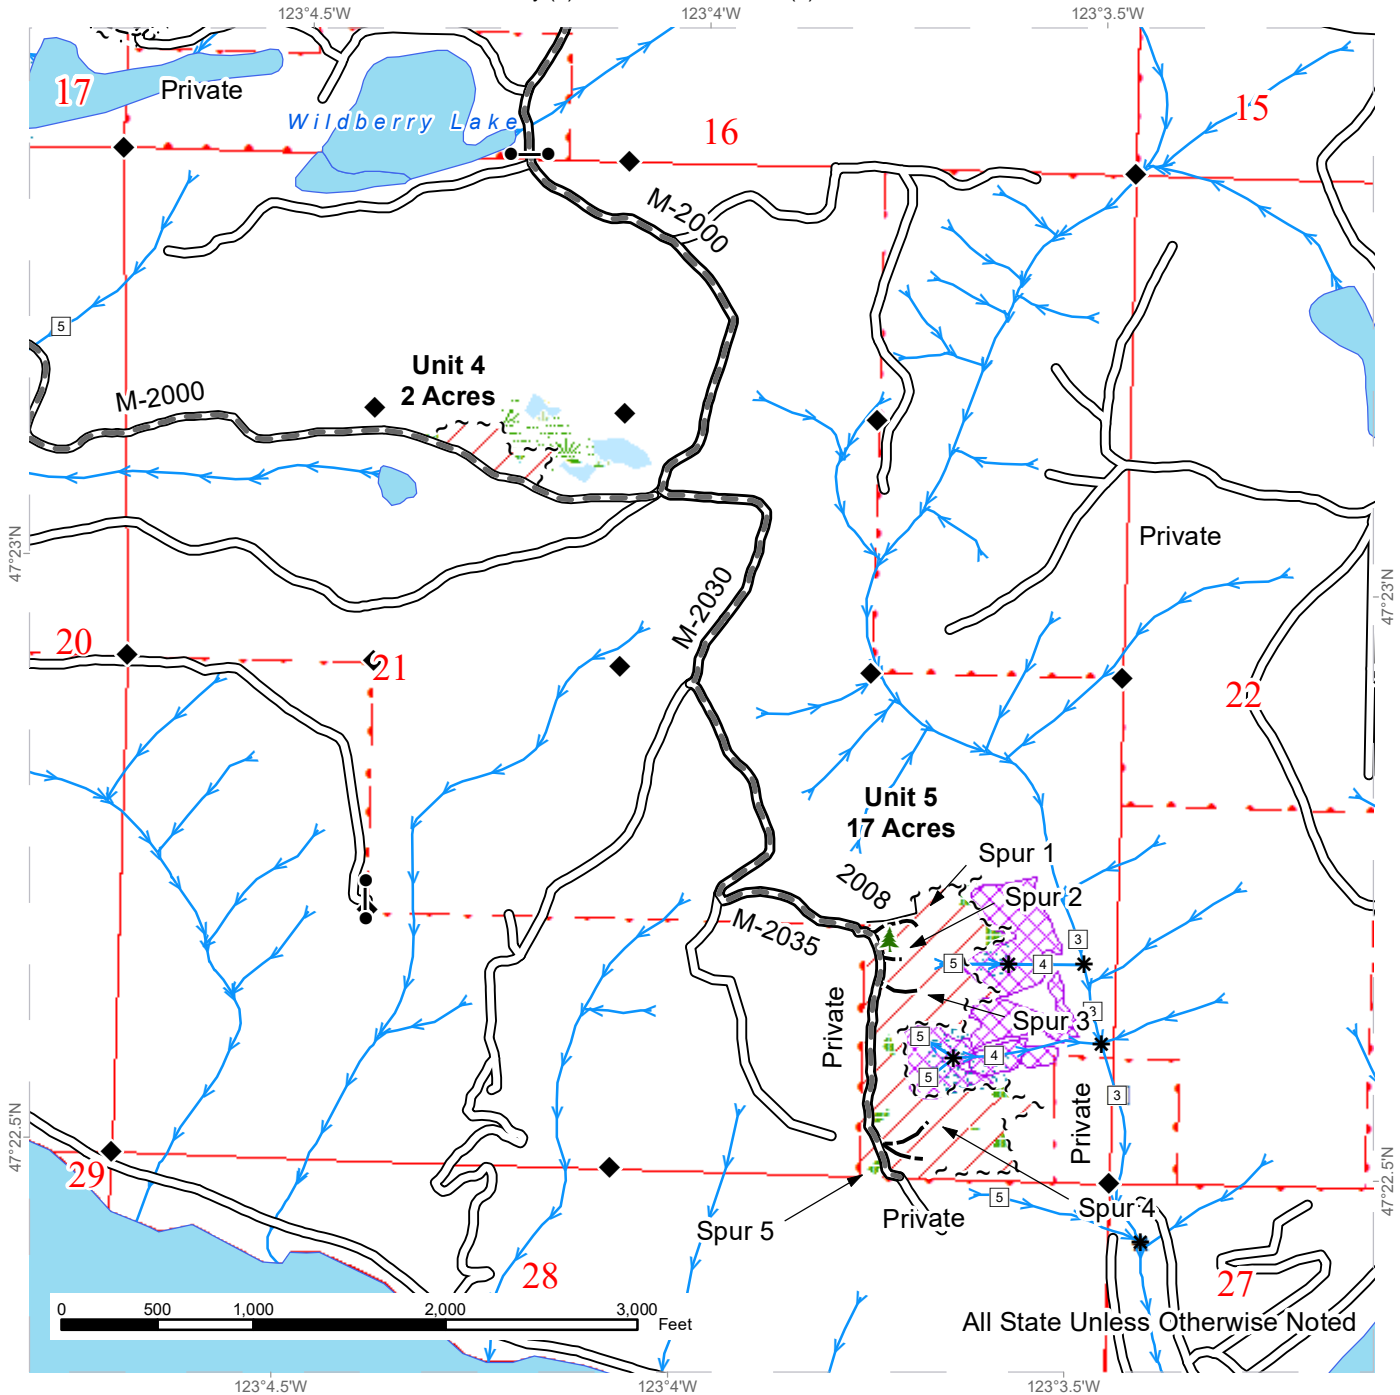 123°4.5'W
123°4'W
123°3.5'W
17
Private
Wildberry Lake
16
15
M-2000
5
Unit 4
2 Acres
M-2000
47°23'N
Private
47°23'N
M-2030
20
21
22
Unit 5
17 Acres
Spur 1
2008
Spur 2
M-2035
3
5
4
Private
3
Spur 3
5
4
5
3
Private
47°22.5'N
47°22.5'N
29
5
Spur 4
Private
Spur 5
28
27
0
500
1,000
2,000
3,000
Feet
All State Unless Otherwise Noted
123°4.5'W
123°4'W
123°3.5'W